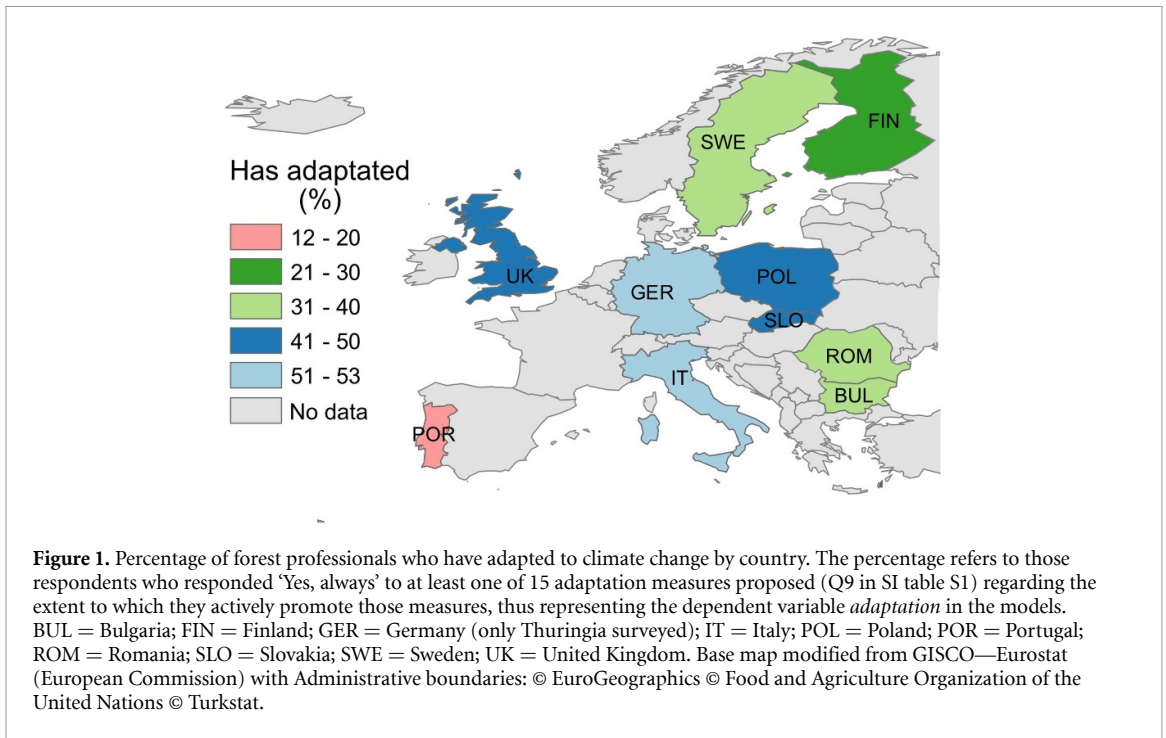 FIN
SWE
Has adaptated
(%)
12 - 20
21 - 30
31 - 40
41 - 50
51 - 53
No data
UK
GER
POL
SLO
ROM
BUL
IT
POR
Figure 1. Percentage of forest professionals who have adapted to climate change by country. The percentage refers to those
respondents who responded ‘Yes, always’ to at least one of 15 adaptation measures proposed (Q9 in SI table S1) regarding the
extent to which they actively promote those measures, thus representing the dependent variable adaptation in the models.
BUL = Bulgaria; FIN = Finland; GER = Germany (only Thuringia surveyed); IT = Italy; POL = Poland; POR = Portugal;
ROM = Romania; SLO = Slovakia; SWE = Sweden; UK = United Kingdom. Base map modified from GISCO—Eurostat
(European Commission) with Administrative boundaries: © EuroGeographics © Food and Agriculture Organization of the
United Nations © Turkstat.